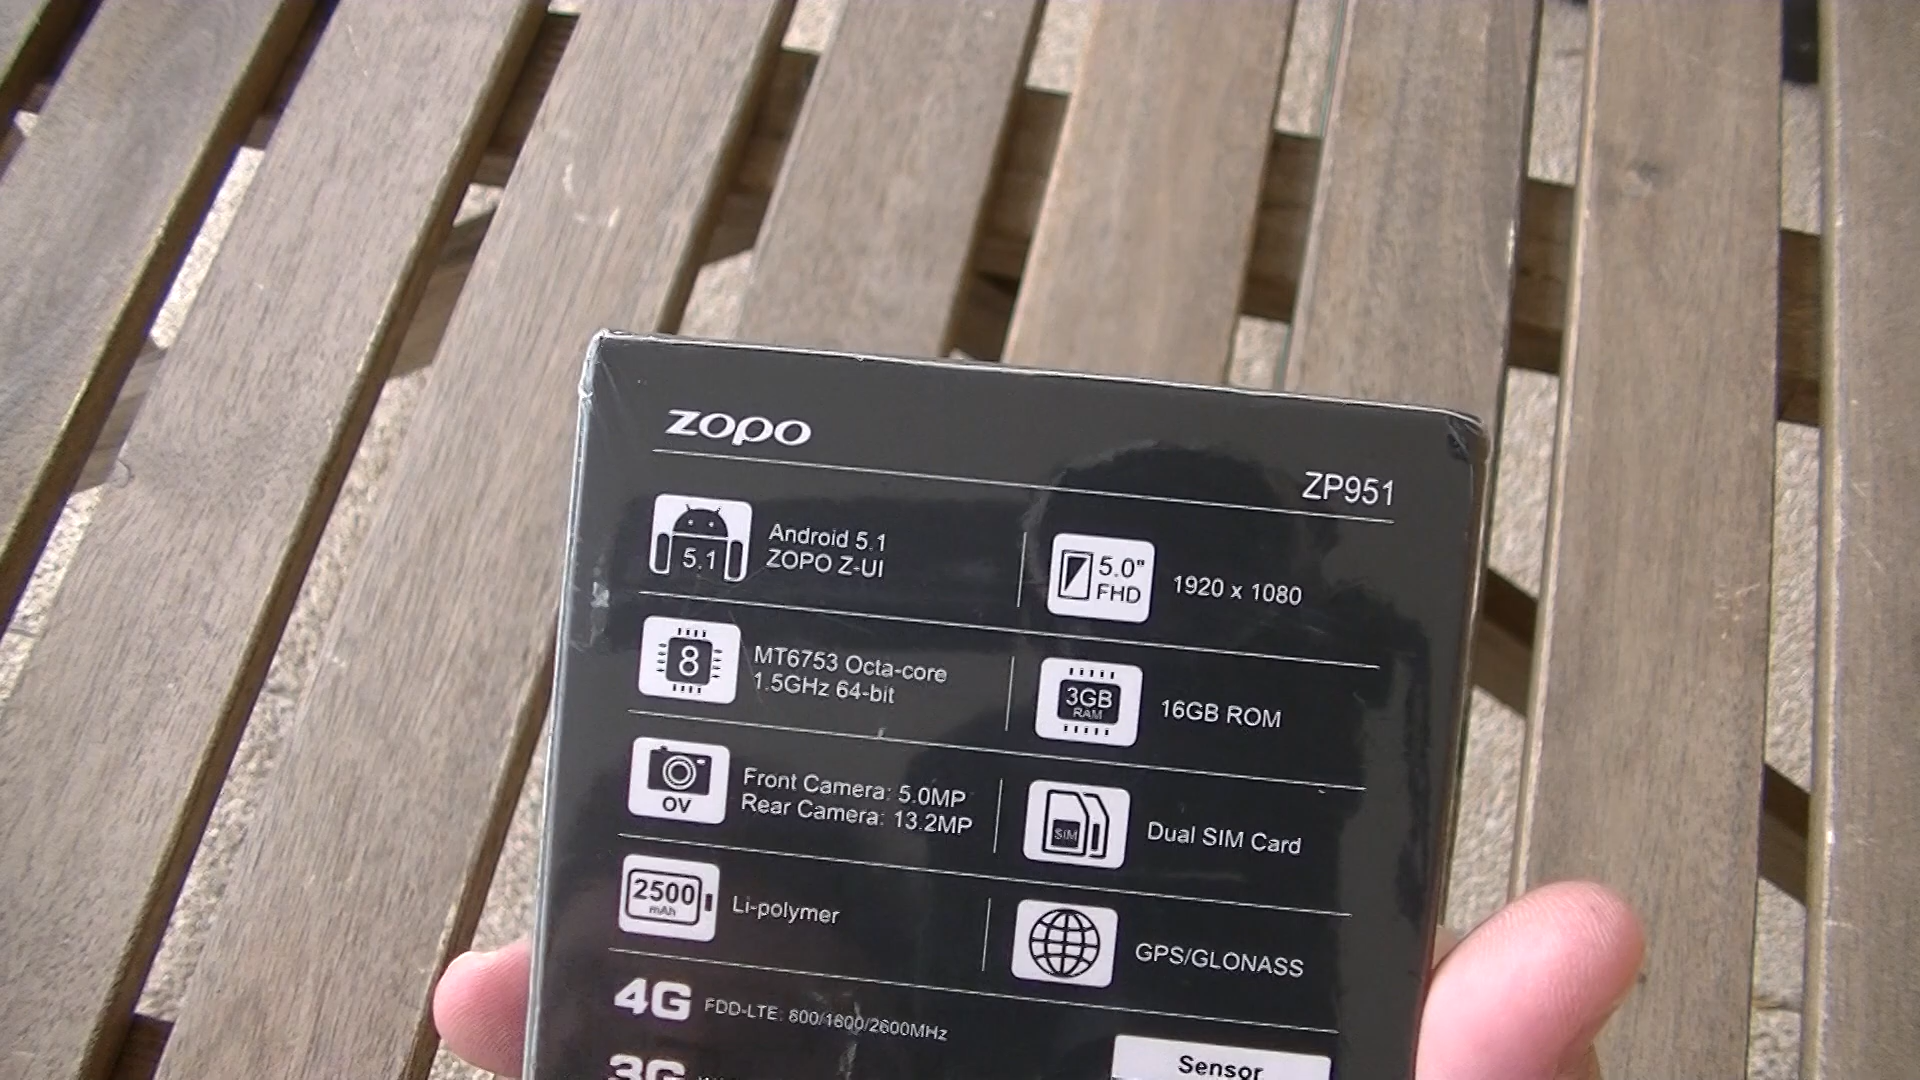 ZOPO
ZP951
5.1
Android 5.1
ZOPO Z-UI
5.0"
FHD
1920 x 1080
8
MT6753 Octa-core
1.5GHz 64-bit
3GB
RAM
16GB ROM
OV
Front Camera: 5.0MP
Rear Camera: 13.2MP
SIM
Dual SIM Card
2500
mAh
Li-polymer
GPS/GLONASS
4G FDD-LTE: 800/1800/2600MHz
3G
Sensor